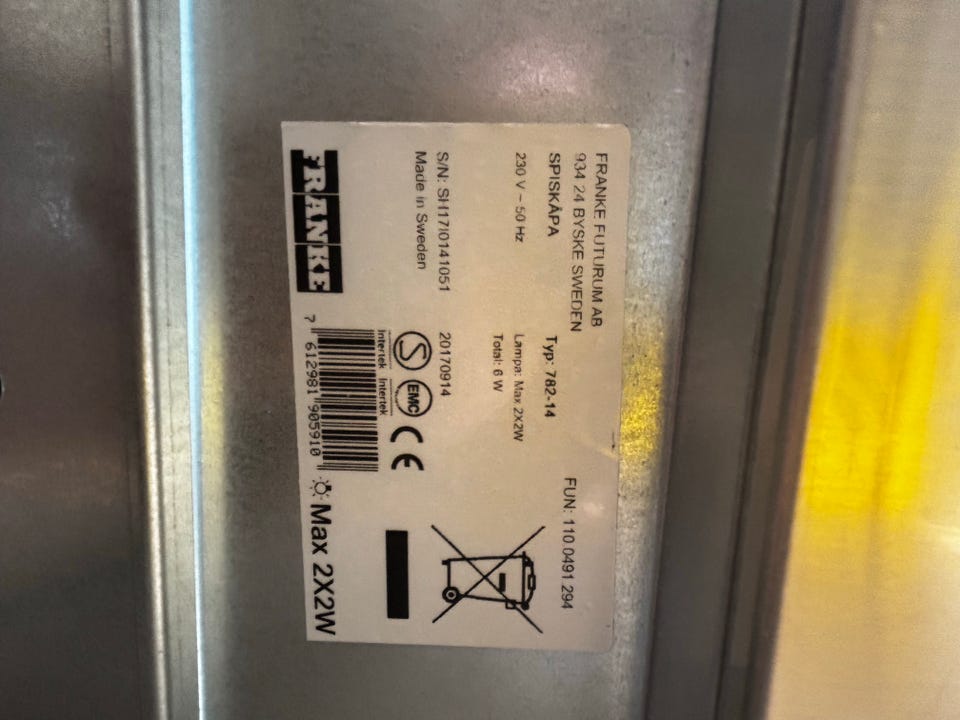 FRANKE FUTURUM AB
934 24 BYSKE SWEDEN
FUN: 110.0491.294
SPISKÅPA
Typ: 782-14
230 V ~ 50 Hz
Lampa: Max 2X2W
Total: 6 W
S/N: SH17I0141051
20170914
Made in Sweden
S EMC CE
Intertek Intertek
FRANKE
7 612981 905910
Max 2X2W